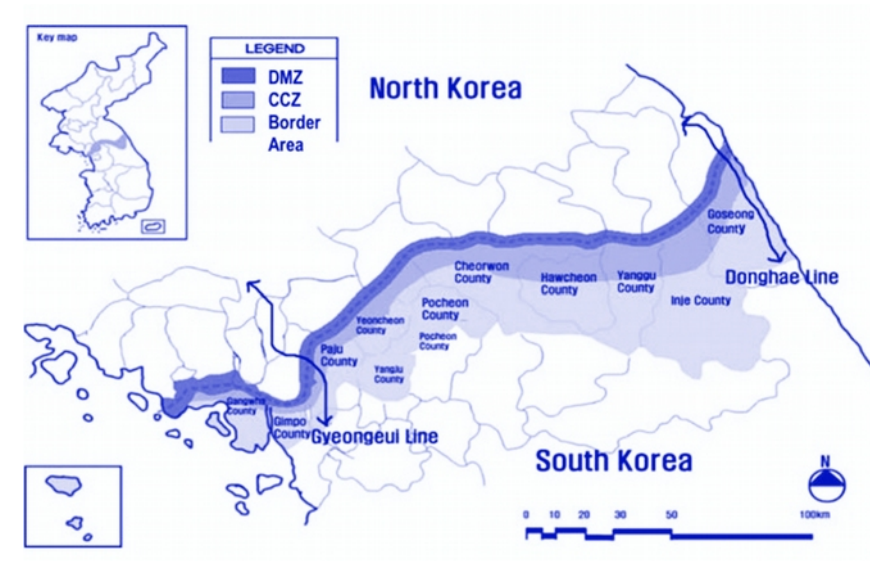 Key map
LEGEND
DMZ
CCZ
Border
Area
North Korea
Goseong
County
Donghae Line
Cheorwon
County
Hawcheon
County
Yanggu
County
Inje County
Pocheon
County
Yeoncheon
County
Pocheon
County
Paju
County
Yangju
County
Gangwha
County
Gimpo
County
Gyeongeui Line
South Korea
N
0 10 20 30 50 100km